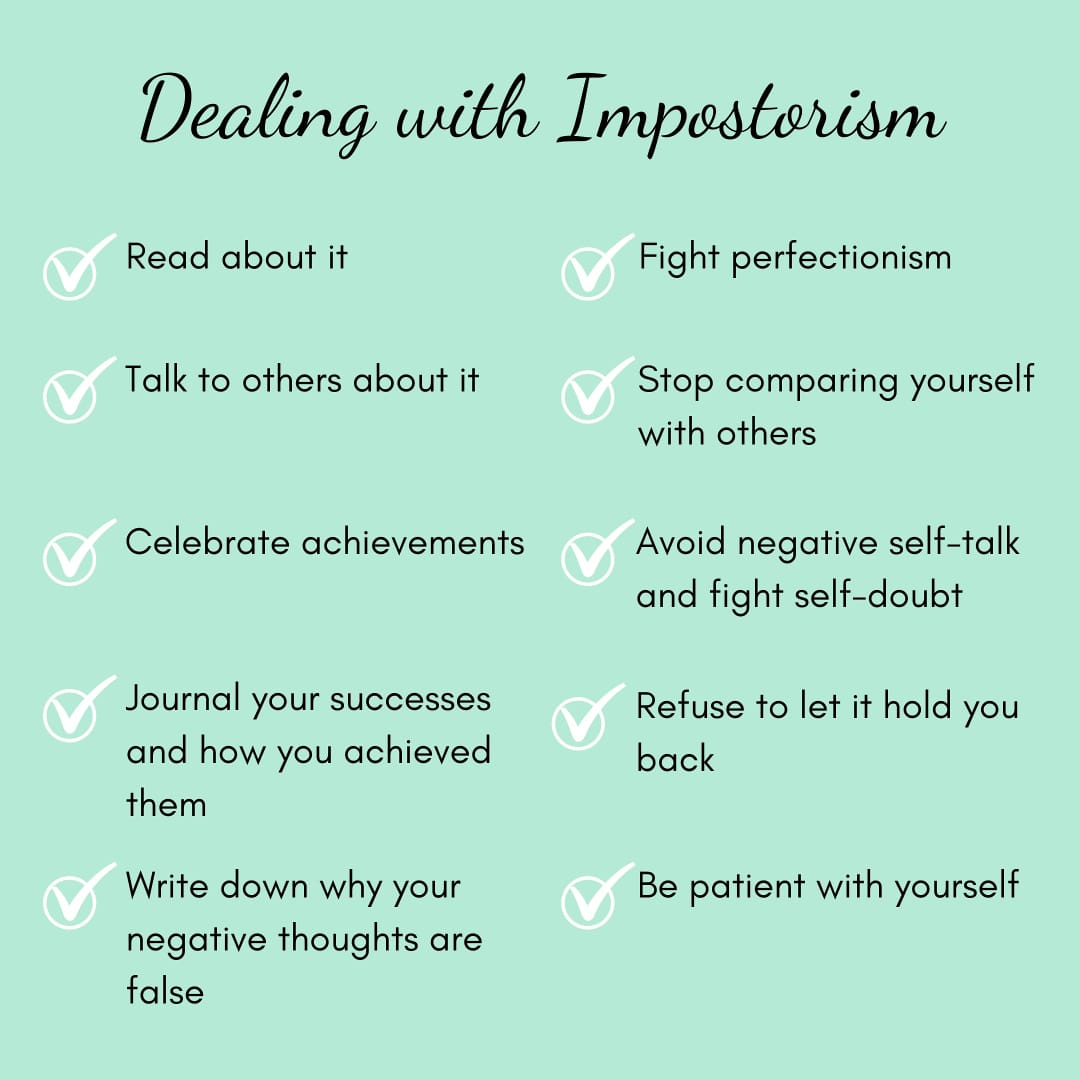 Dealing with Impostorism
Read about it
Talk to others about it
Celebrate achievements
Journal your successes
and how you achieved
them
Write down why your
negative thoughts are
false
Fight perfectionism
Stop comparing yourself
with others
Avoid negative self-talk
and fight self-doubt
Refuse to let it hold you
back
Be patient with yourself